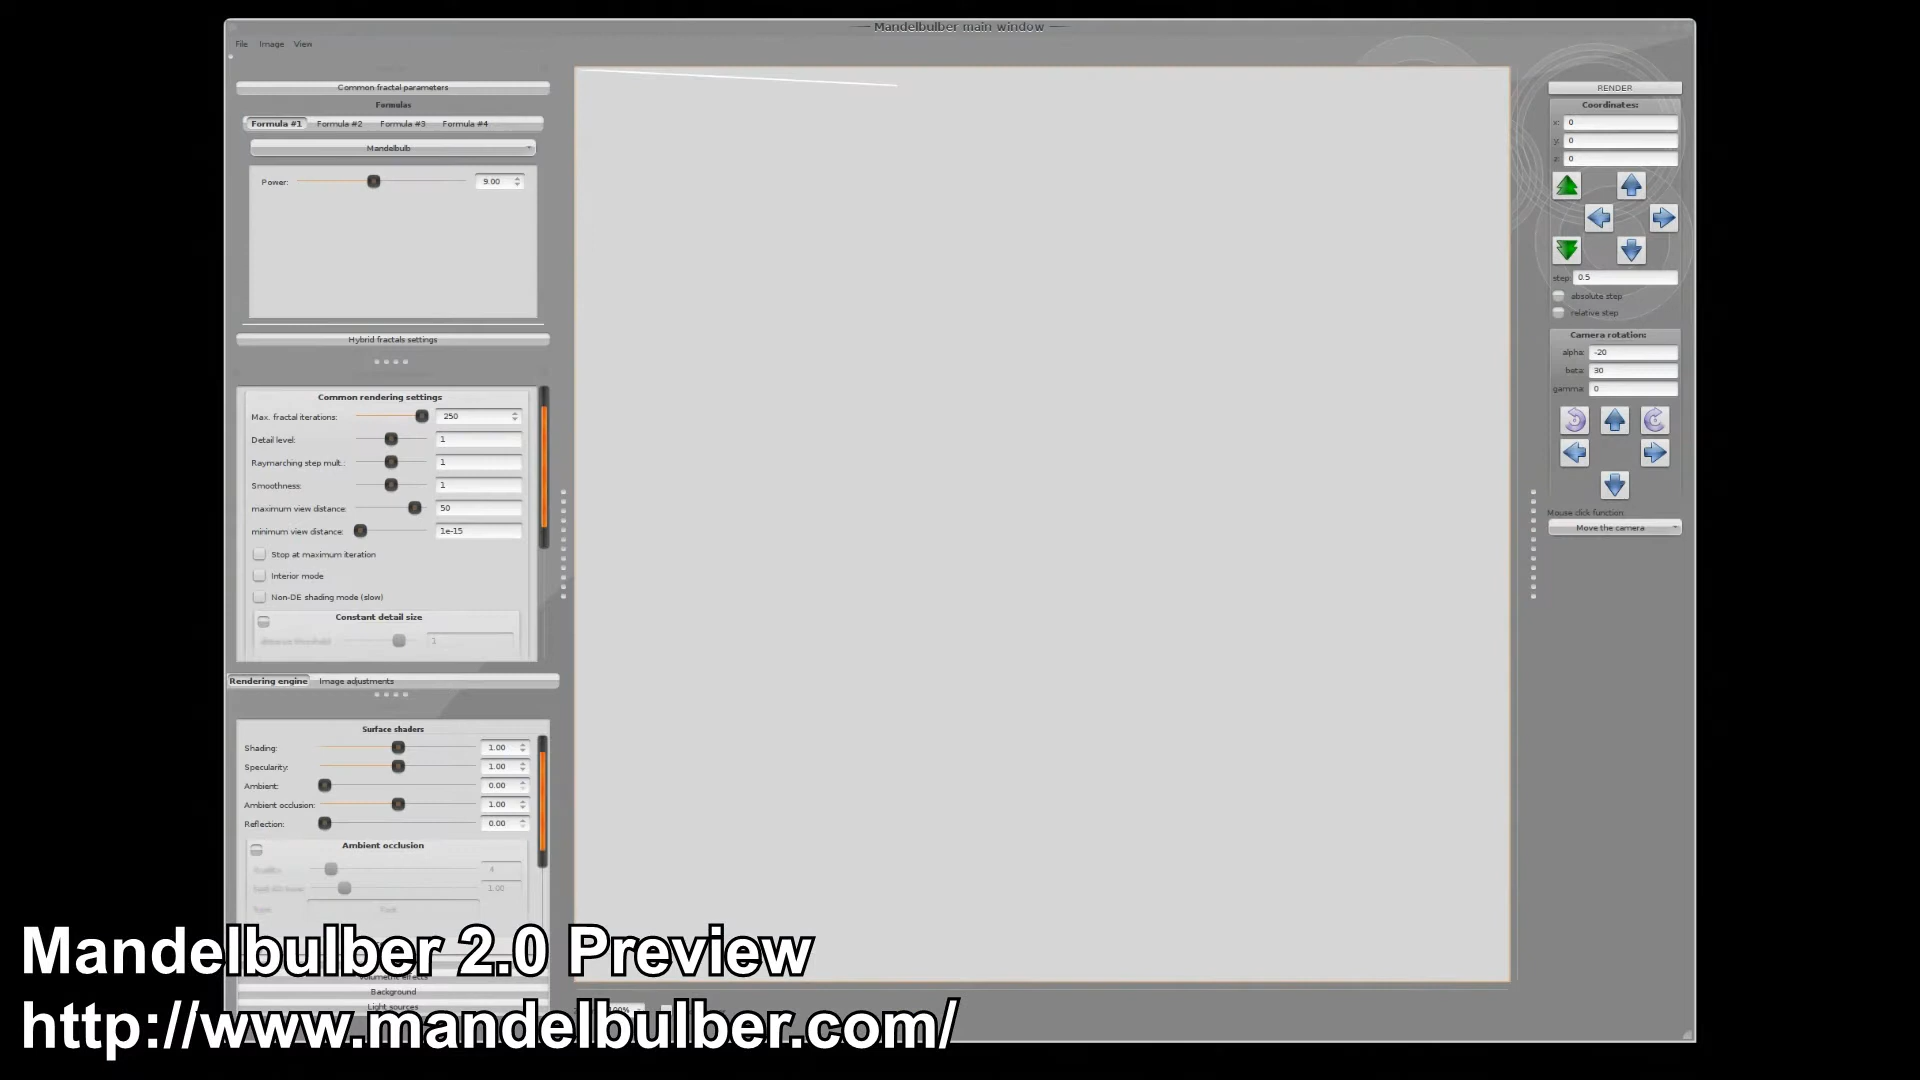 Mandelbulber main window
File Image View
Common fractal parameters
Formulas
Formula #1 Formula #2 Formula #3 Formula #4
Mandelbulb
Power: 9.00
Hybrid fractals settings
Common rendering settings
Max. fractal iterations: 250
Detail level: 1
Raymarching step mult.: 1
Smoothness: 1
maximum view distance: 50
minimum view distance: 1e-15
Stop at maximum iteration
Interior mode
Non-DE shading mode (slow)
Constant detail size
1
Rendering engine Image adjustments
Surface shaders
Shading: 1.00
Specularity: 1.00
Ambient: 0.00
Ambient occlusion: 1.00
Reflection: 0.00
Ambient occlusion
4
1.00
Background
Light sources
RENDER
Coordinates:
x: 0
y: 0
z: 0
step: 0.5
absolute step
relative step
Camera rotation:
alpha: -20
beta: 30
gamma: 0
Mouse click function:
Move the camera
Mandelbulber 2.0 Preview
http://www.mandelbulber.com/